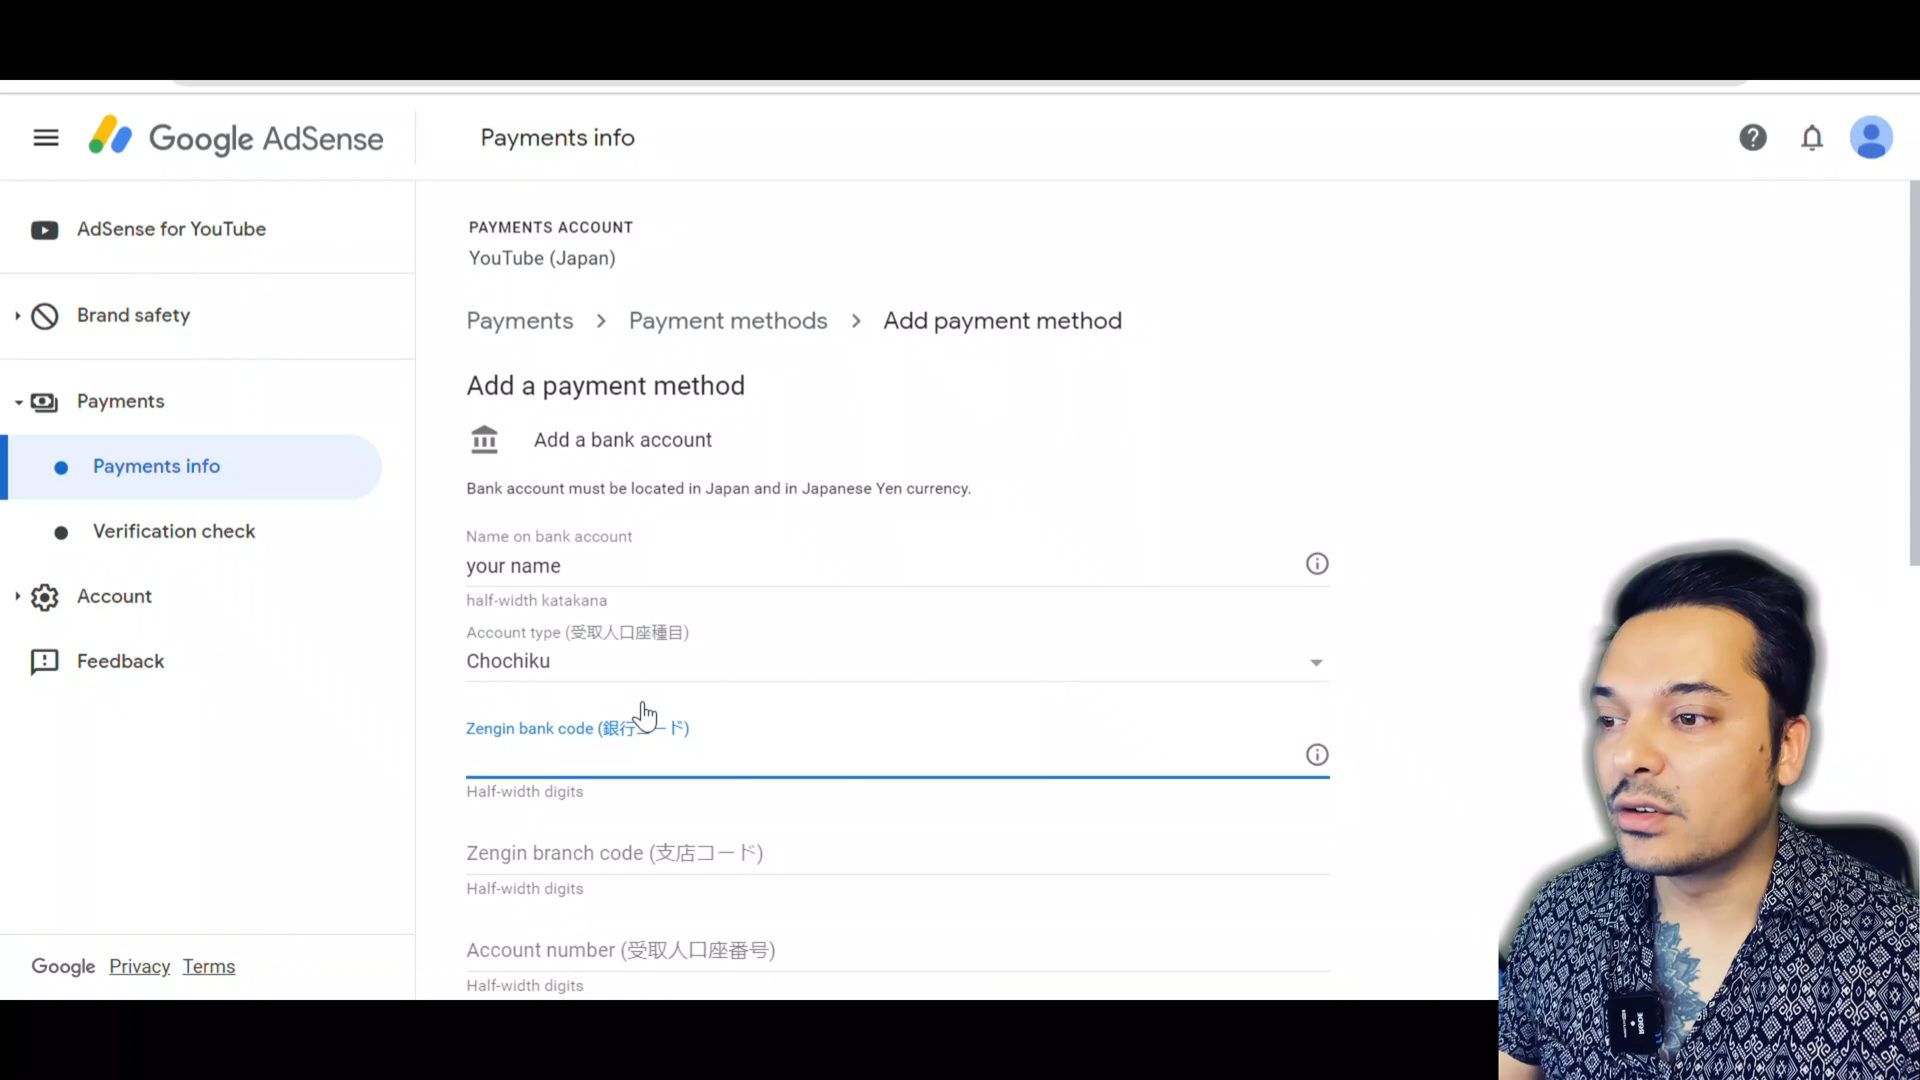 Google AdSense
Payments info
AdSense for YouTube
Brand safety
Payments
Payments info
Verification check
Account
Feedback
Google Privacy Terms
PAYMENTS ACCOUNT
YouTube (Japan)
Payments > Payment methods > Add payment method
Add a payment method
Add a bank account
Bank account must be located in Japan and in Japanese Yen currency.
Name on bank account
your name
half-width katakana
Account type (受取人口座種目)
Chochiku
Zengin bank code (銀行コード)
Half-width digits
Zengin branch code (支店コード)
Half-width digits
Account number (受取人口座番号)
Half-width digits
RODE